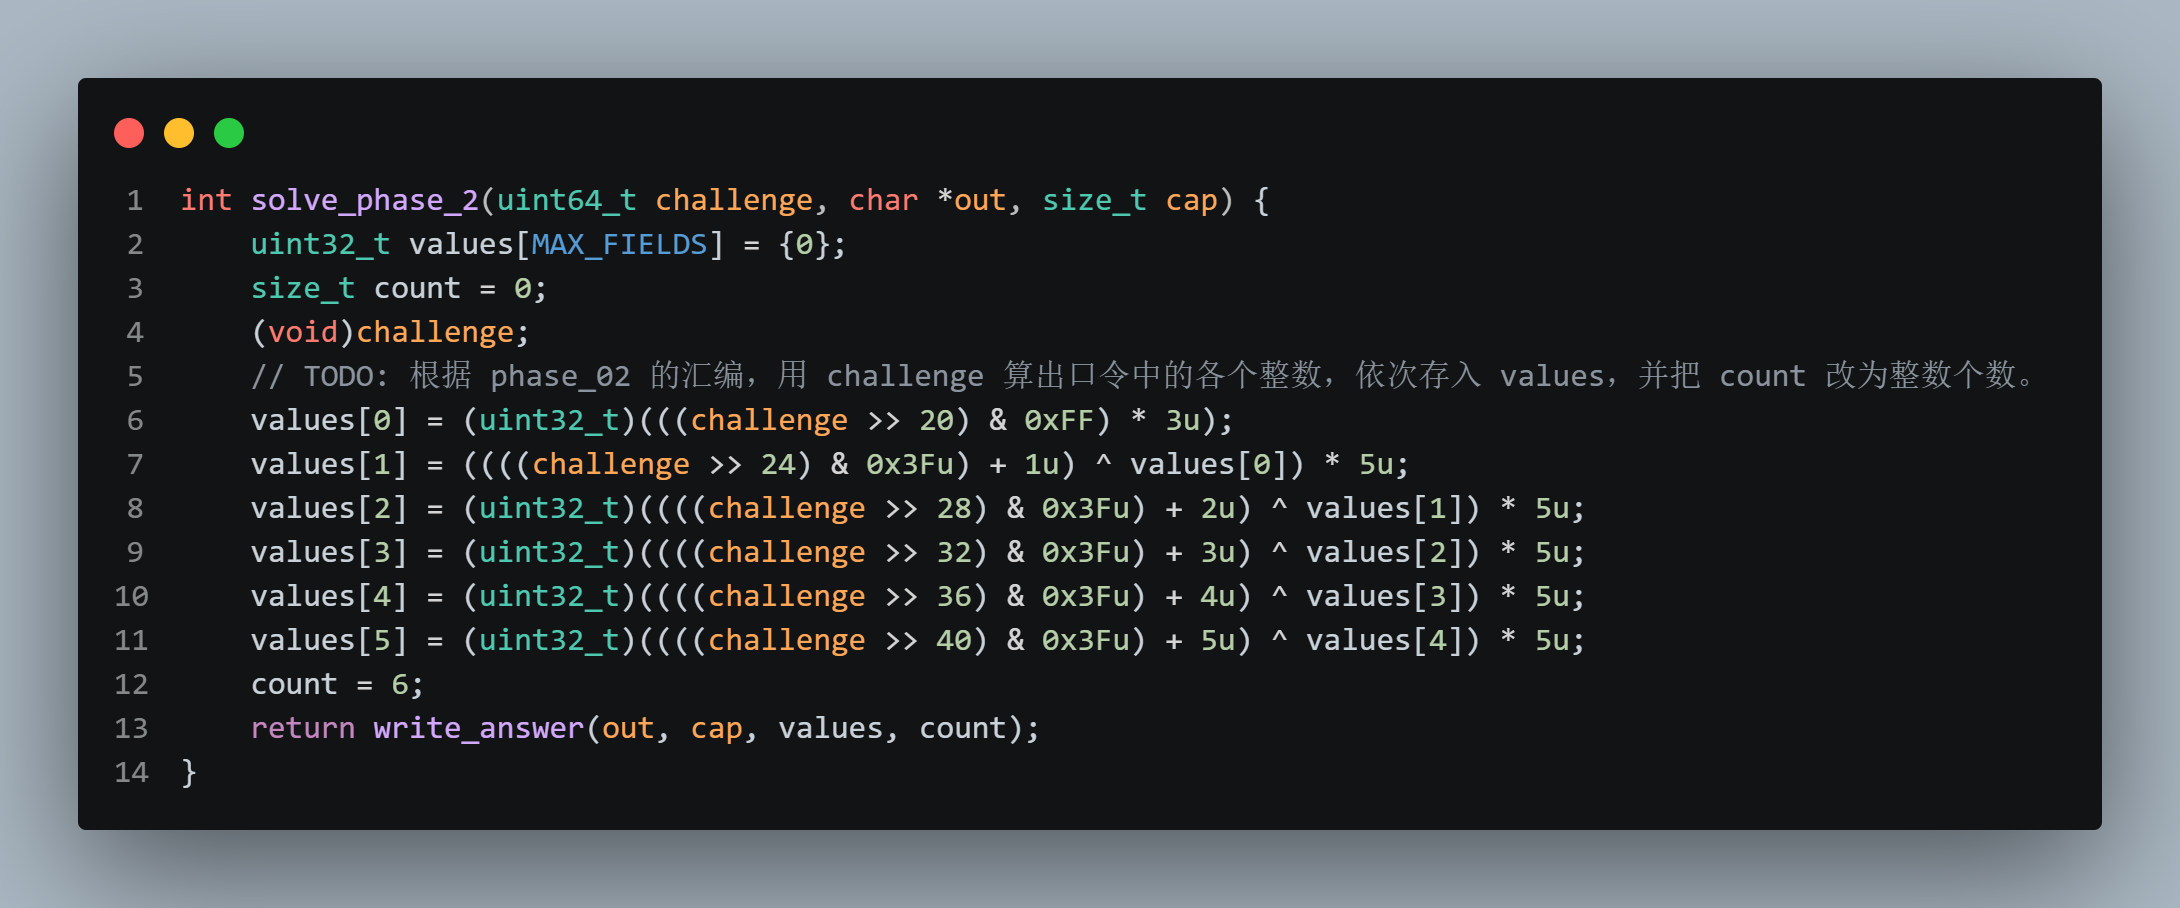 1 int solve_phase_2(uint64_t challenge, char *out, size_t cap) {
2     uint32_t values[MAX_FIELDS] = {0};
3     size_t count = 0;
4     (void)challenge;
5     // TODO: 根据 phase_02 的汇编，用 challenge 算出口令中的各个整数，依次存入 values，并把 count 改为整数个数。
6     values[0] = (uint32_t)(((challenge >> 20) & 0xFF) * 3u);
7     values[1] = ((((challenge >> 24) & 0x3Fu) + 1u) ^ values[0]) * 5u;
8     values[2] = (uint32_t)((((challenge >> 28) & 0x3Fu) + 2u) ^ values[1]) * 5u;
9     values[3] = (uint32_t)((((challenge >> 32) & 0x3Fu) + 3u) ^ values[2]) * 5u;
10     values[4] = (uint32_t)((((challenge >> 36) & 0x3Fu) + 4u) ^ values[3]) * 5u;
11     values[5] = (uint32_t)((((challenge >> 40) & 0x3Fu) + 5u) ^ values[4]) * 5u;
12     count = 6;
13     return write_answer(out, cap, values, count);
14 }